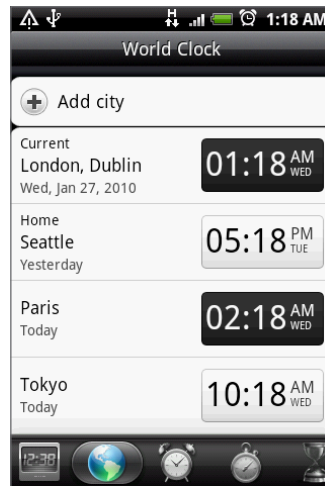 H
1:18 AM
World Clock
Add city
Current
London, Dublin
Wed, Jan 27, 2010
01:18 AM
WED
Home
Seattle
Yesterday
05:18 PM
TUE
Paris
Today
02:18 AM
WED
Tokyo
Today
10:18 AM
WED
12:38